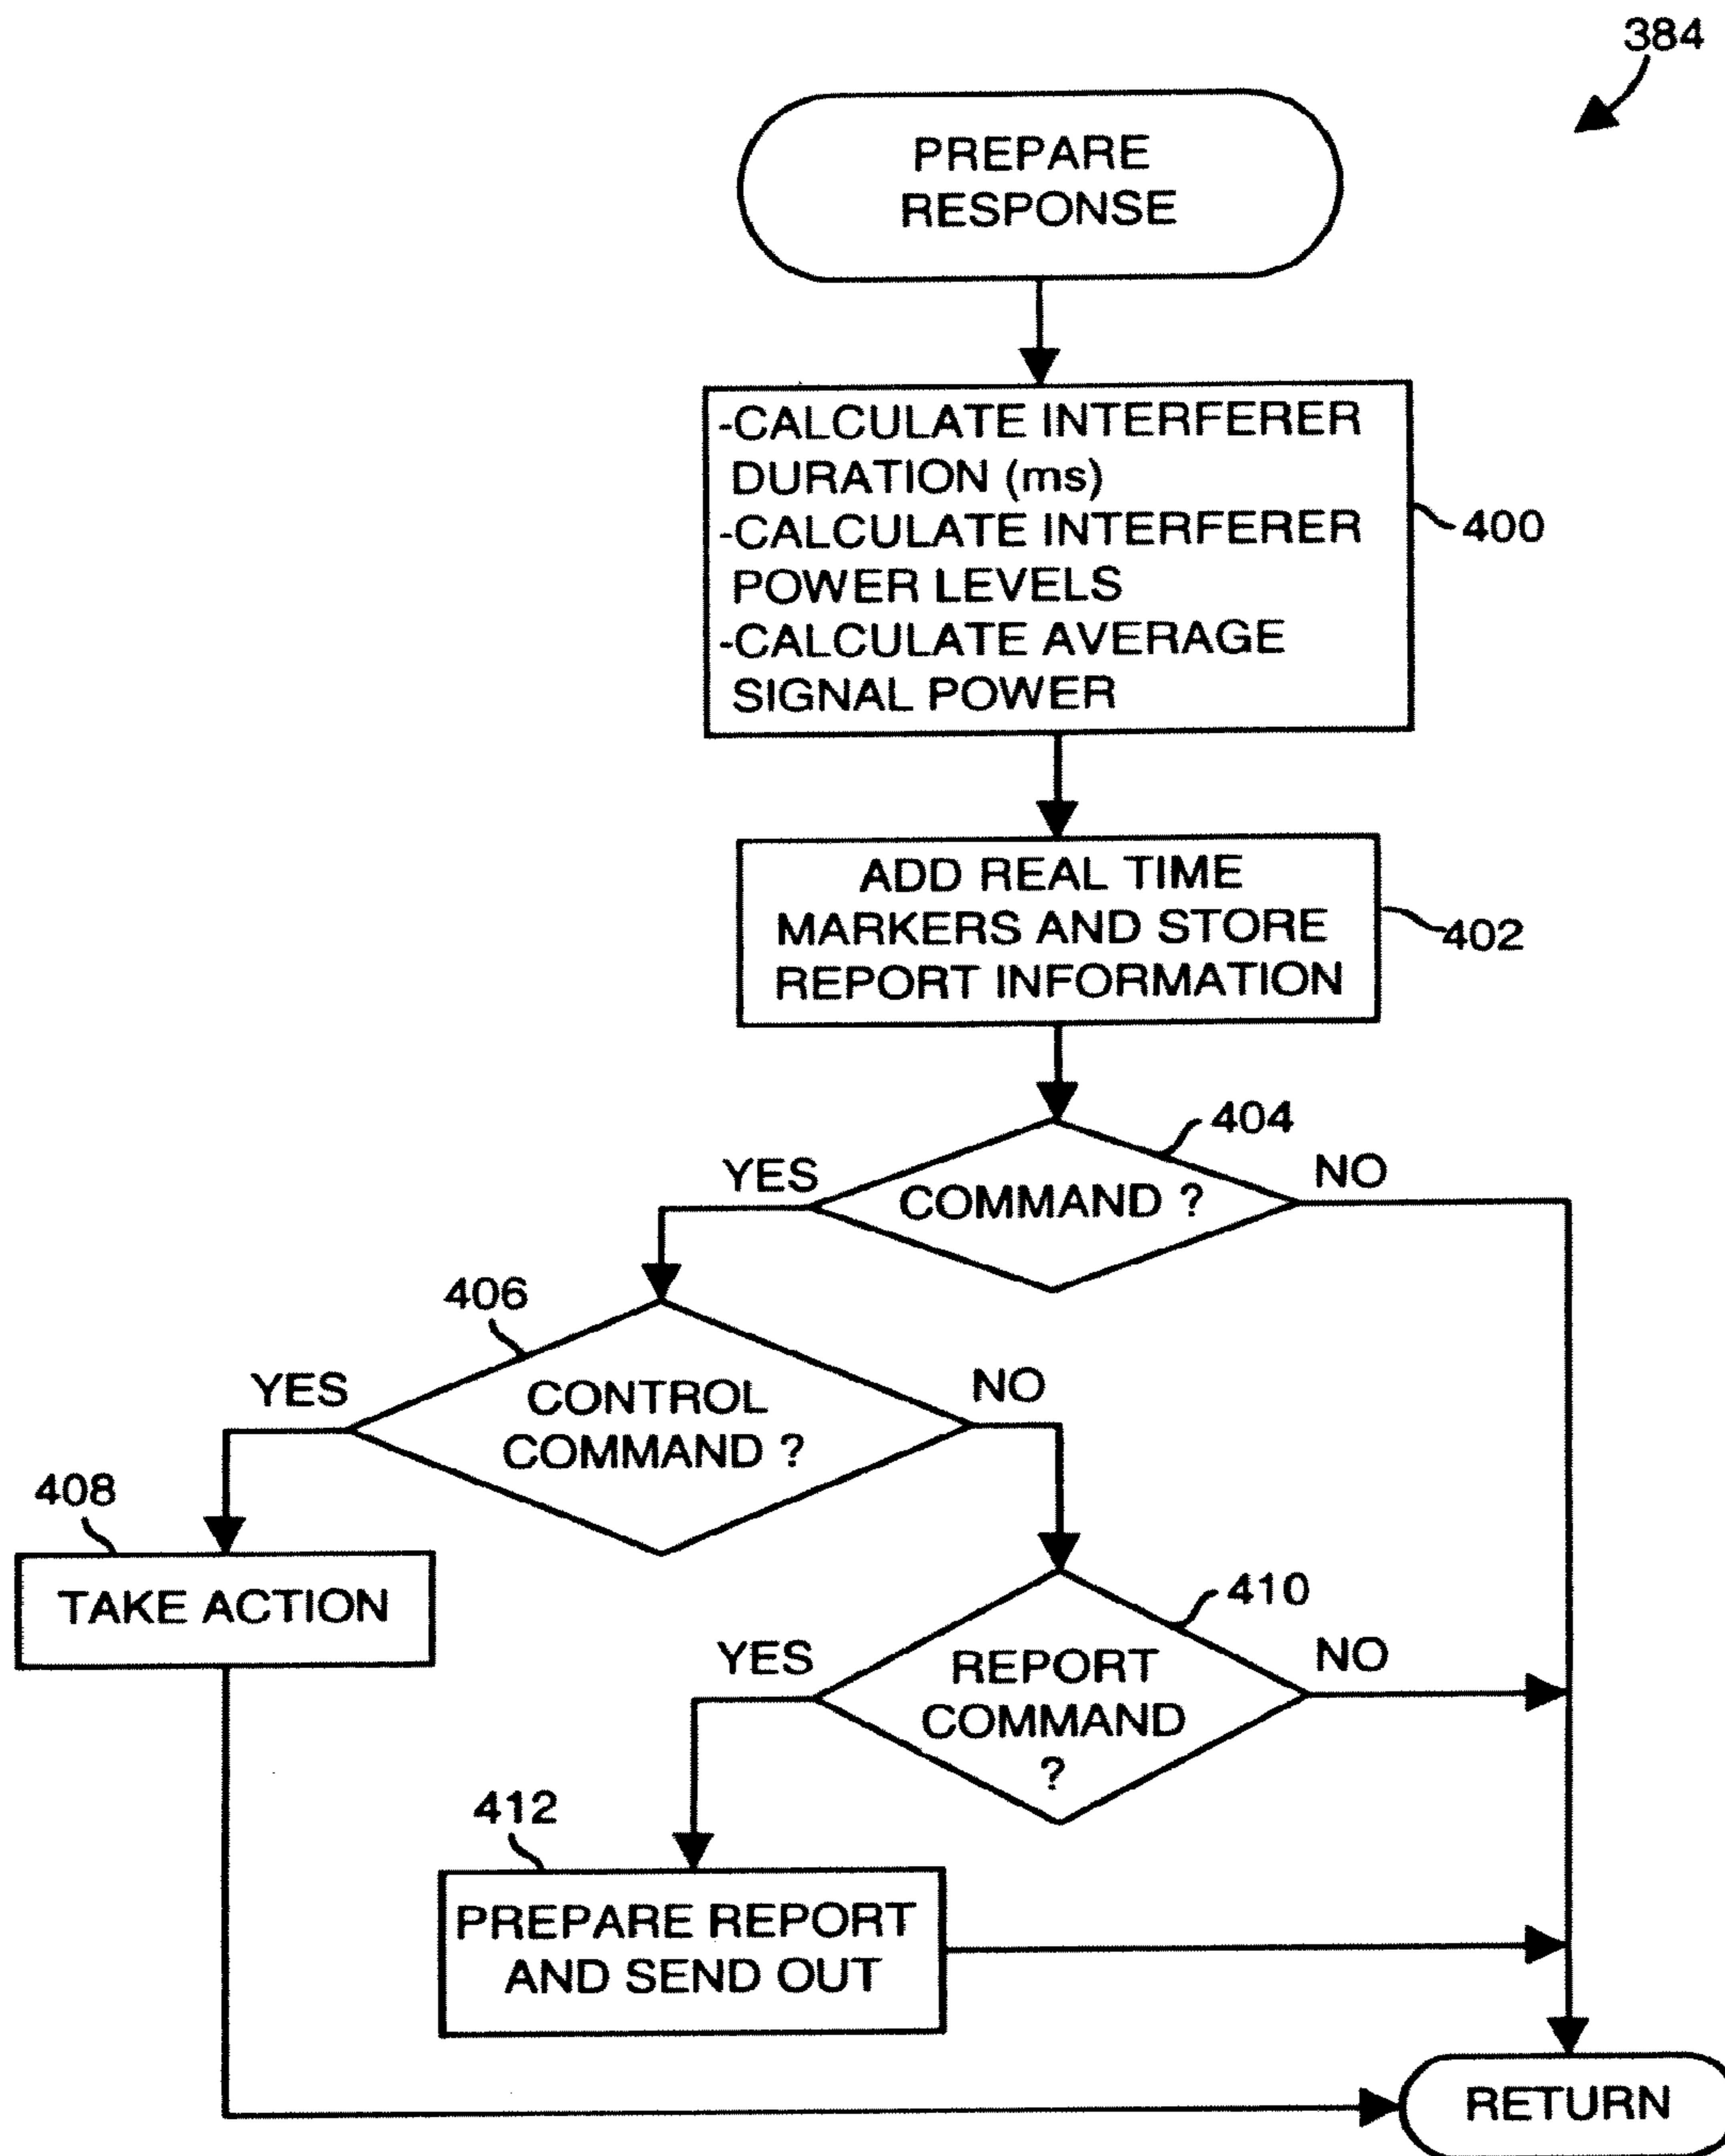 384
PREPARE
RESPONSE
-CALCULATE INTERFERER
DURATION (ms)
-CALCULATE INTERFERER
POWER LEVELS
-CALCULATE AVERAGE
SIGNAL POWER
400
ADD REAL TIME
MARKERS AND STORE
REPORT INFORMATION
402
404
YES
COMMAND ?
NO
406
YES
CONTROL
COMMAND ?
NO
408
TAKE ACTION
410
YES
REPORT
COMMAND
?
NO
412
PREPARE REPORT
AND SEND OUT
RETURN